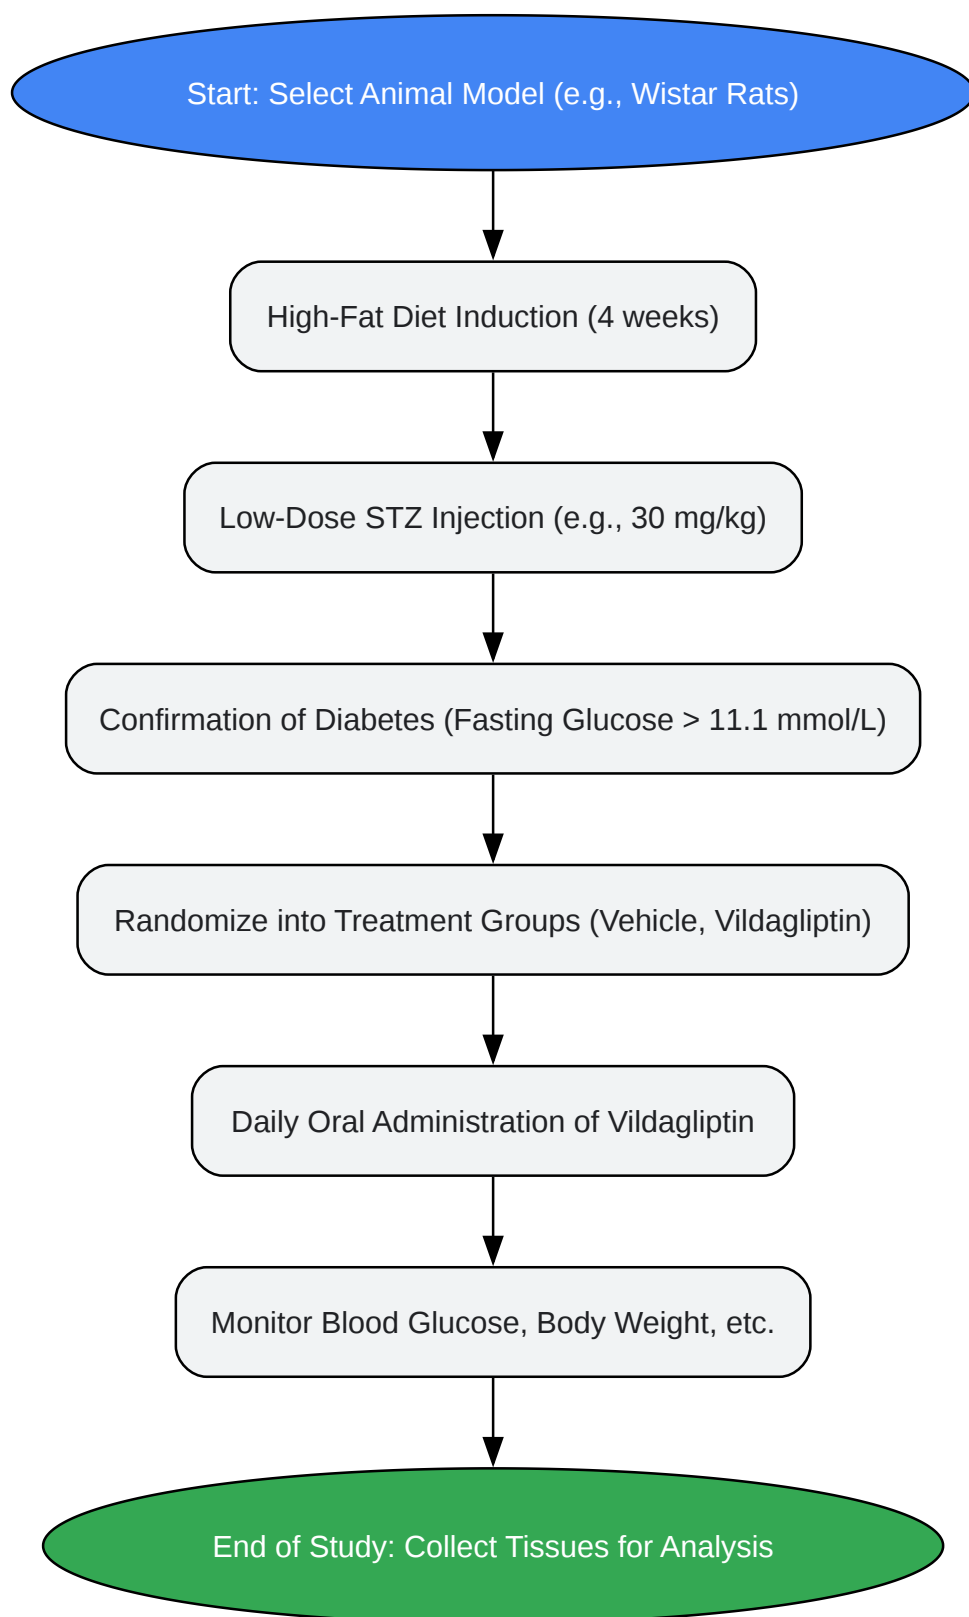 Start: Select Animal Model (e.g., Wistar Rats)
High-Fat Diet Induction (4 weeks)
Low-Dose STZ Injection (e.g., 30 mg/kg)
Confirmation of Diabetes (Fasting Glucose > 11.1 mmol/L)
Randomize into Treatment Groups (Vehicle, Vildagliptin)
Daily Oral Administration of Vildagliptin
Monitor Blood Glucose, Body Weight, etc.
End of Study: Collect Tissues for Analysis